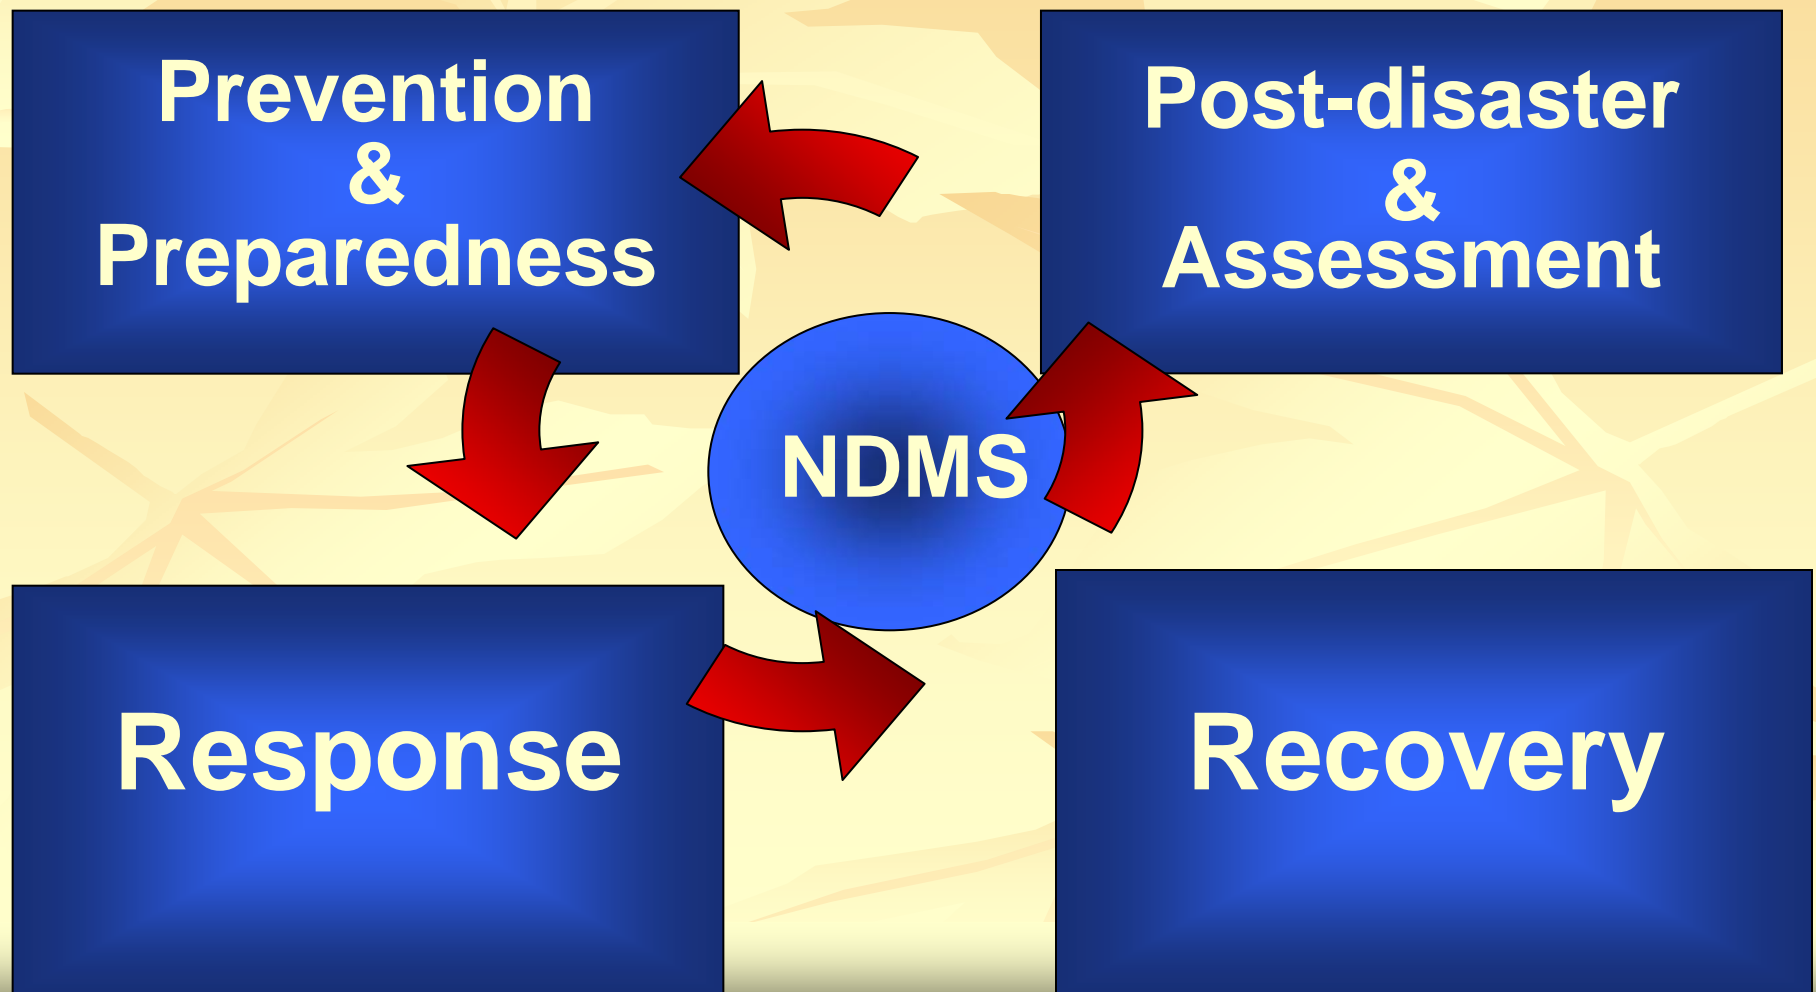 Prevention
&
Preparedness
Post-disaster
&
Assessment
NDMS
Response
Recovery